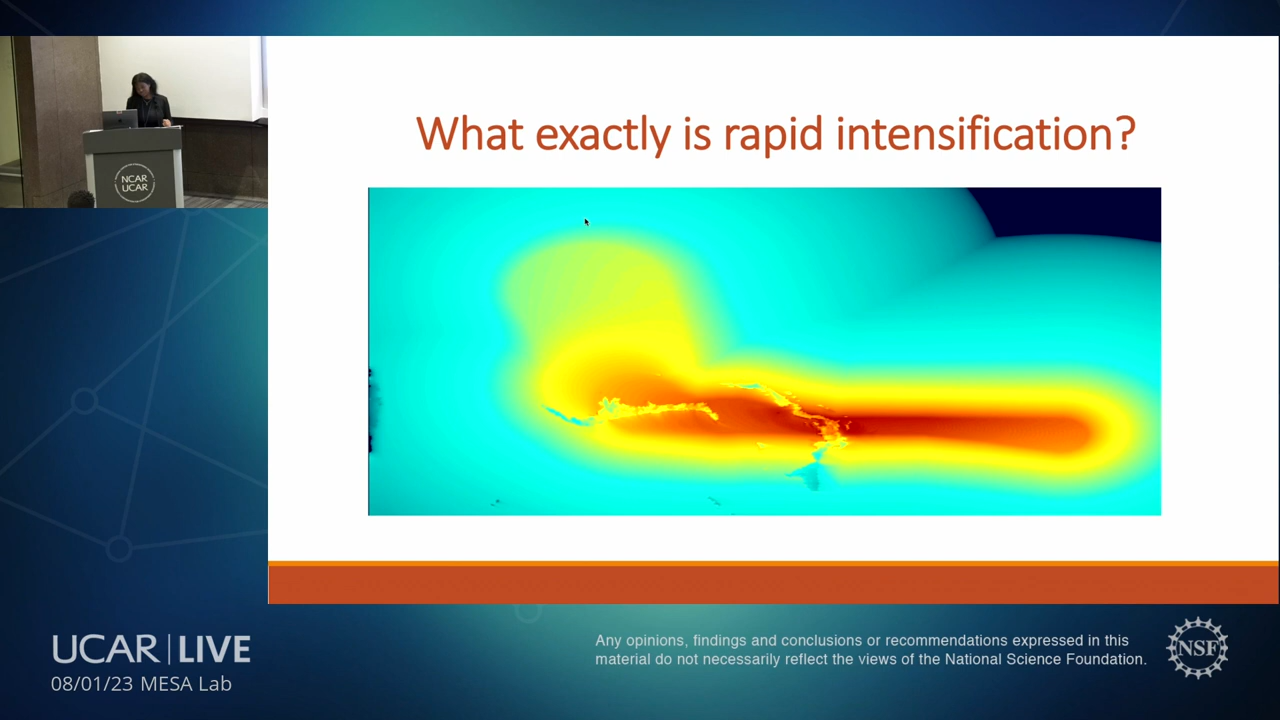 What exactly is rapid intensification?
NCAR
UCAR
UCAR | LIVE
08/01/23 MESA Lab
Any opinions, findings and conclusions or recommendations expressed in this
material do not necessarily reflect the views of the National Science Foundation.
NSF